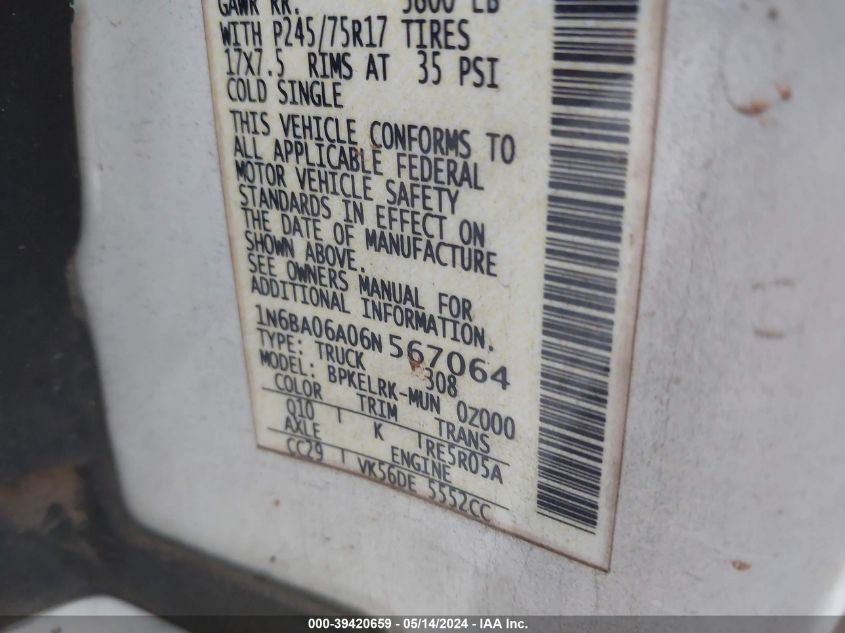 GAWR RR. 3800 LB
WITH P245/75R17 TIRES
17X7.5 RIMS AT 35 PSI
COLD SINGLE
THIS VEHICLE CONFORMS TO
ALL APPLICABLE FEDERAL
MOTOR VEHICLE SAFETY
STANDARDS IN EFFECT ON
THE DATE OF MANUFACTURE
SHOWN ABOVE.
SEE OWNERS MANUAL FOR
ADDITIONAL INFORMATION.
1N6BA06A06N567064
TYPE: TRUCK 308
MODEL: BPKELRK-MUN 0Z000
COLOR TRIM TRANS
Q10 K RE5R05A
AXLE ENGINE
CC29 VK56DE 5552CC
000-39420659 - 05/14/2024 - IAA Inc.